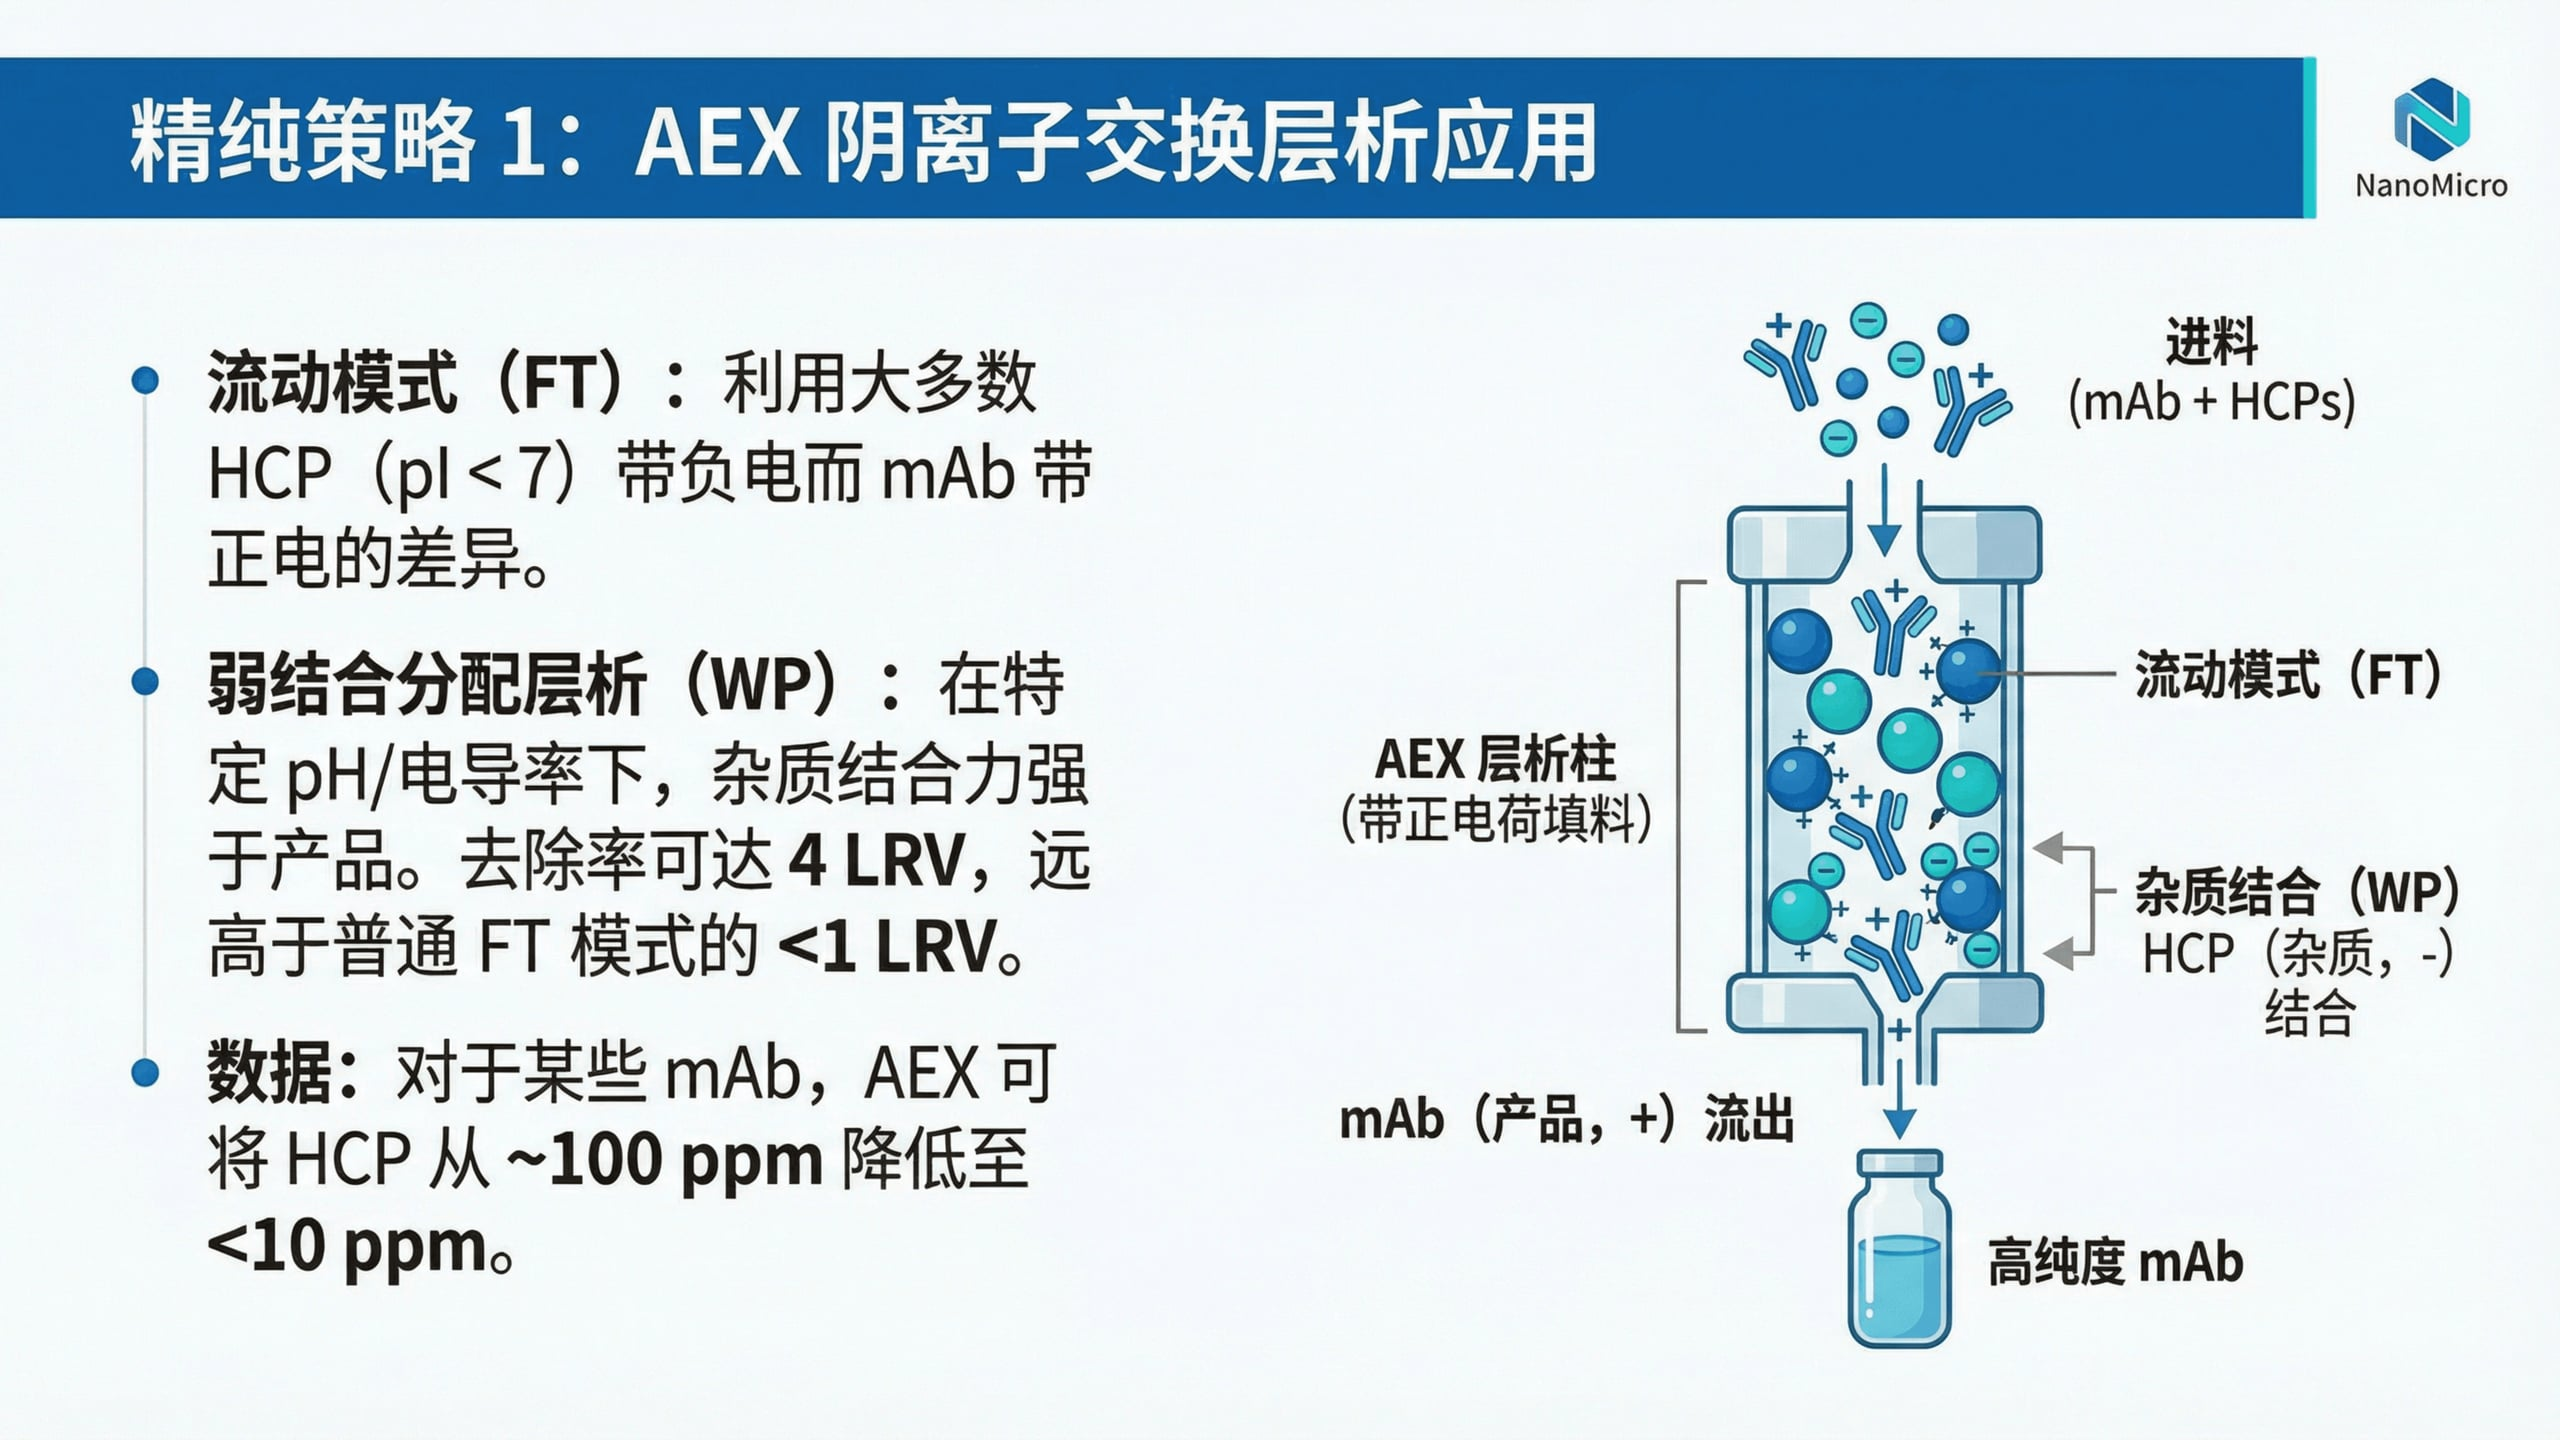 精纯策略 1：AEX 阴离子交换层析应用
NanoMicro
流动模式（FT）：利用大多数
HCP（pI < 7）带负电而 mAb 带
正电的差异。
弱结合分配层析（WP）：在特
定 pH/电导率下，杂质结合力强
于产品。去除率可达 4 LRV，远
高于普通 FT 模式的 <1 LRV。
数据：对于某些 mAb，AEX 可
将 HCP 从 ~100 ppm 降低至
<10 ppm。
进料
(mAb + HCPs)
流动模式（FT）
AEX 层析柱
（带正电荷填料）
杂质结合（WP）
HCP（杂质，-）
结合
mAb（产品，+）流出
高纯度 mAb